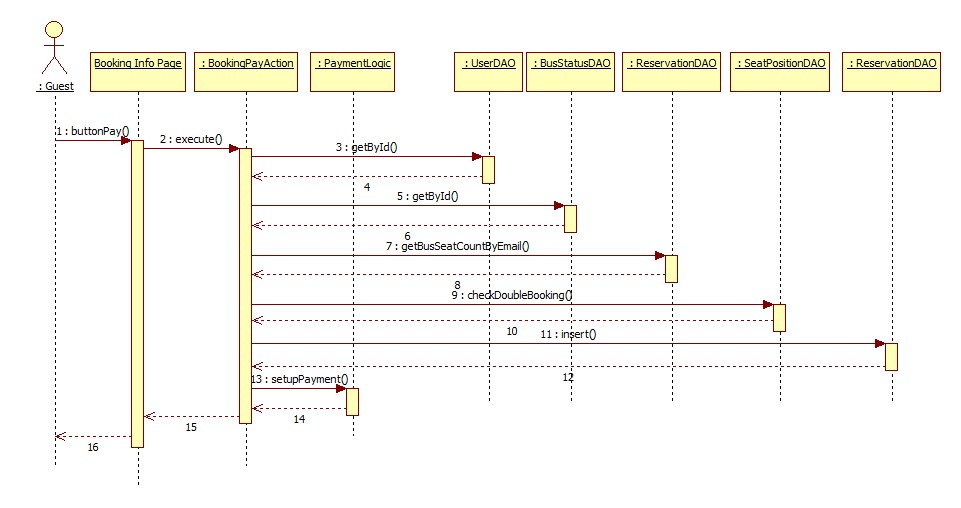 : Guest
Booking Info Page
: BookingPayAction
: PaymentLogic
: UserDAO
: BusStatusDAO
: ReservationDAO
: SeatPositionDAO
: ReservationDAO
1 : buttonPay()
2 : execute()
3 : getById()
4
5 : getById()
6
7 : getBusSeatCountByEmail()
8
9 : checkDoubleBooking()
10
11 : insert()
12
13 : setupPayment()
14
15
16